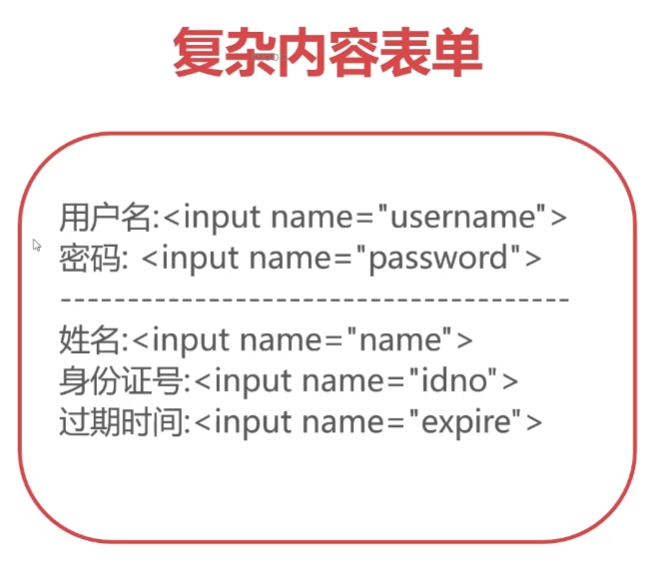 复杂内容表单
用户名:<input name="username">
密码: <input name="password">
--------------------------------------
姓名:<input name="name">
身份证号:<input name="idno">
过期时间:<input name="expire">